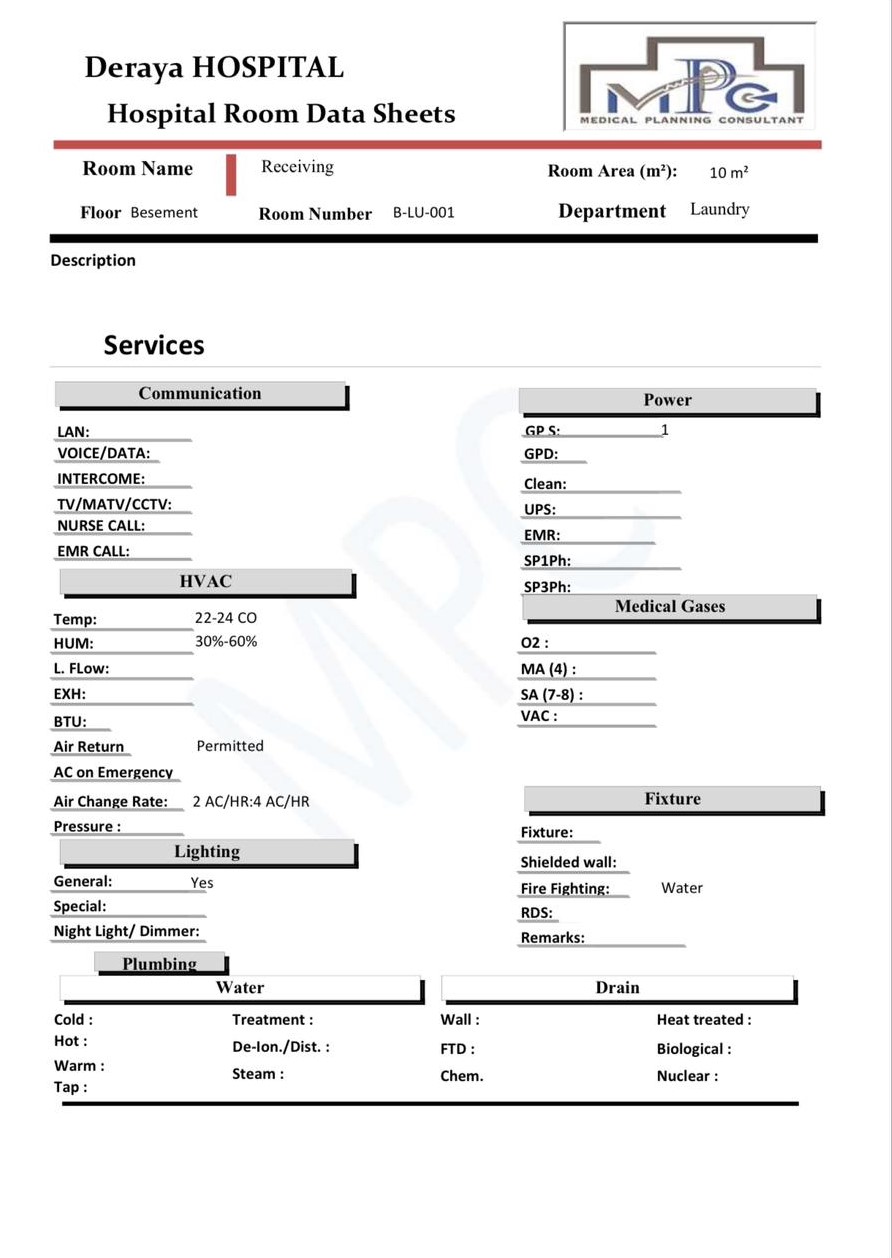 Deraya HOSPITAL
Hospital Room Data Sheets
MPC
MEDICAL PLANNING CONSULTANT
Room Name Receiving Room Area (m²): 10 m²
Floor Besement Room Number B-LU-001 Department Laundry
Description
Services
Communication
LAN:
VOICE/DATA:
INTERCOME:
TV/MATV/CCTV:
NURSE CALL:
EMR CALL:
HVAC
Temp: 22-24 CO
HUM: 30%-60%
L. FLow:
EXH:
BTU:
Air Return Permitted
AC on Emergency
Air Change Rate: 2 AC/HR:4 AC/HR
Pressure :
Lighting
General: Yes
Special:
Night Light/ Dimmer:
Power
GP S: 1
GPD:
Clean:
UPS:
EMR:
SP1Ph:
SP3Ph:
Medical Gases
O2 :
MA (4) :
SA (7-8) :
VAC :
Fixture
Fixture:
Shielded wall:
Fire Fighting: Water
RDS:
Remarks:
Plumbing
Water
Cold : Treatment :
Hot : De-Ion./Dist. :
Warm : Steam :
Tap :
Drain
Wall : Heat treated :
FTD : Biological :
Chem. Nuclear :
MPC